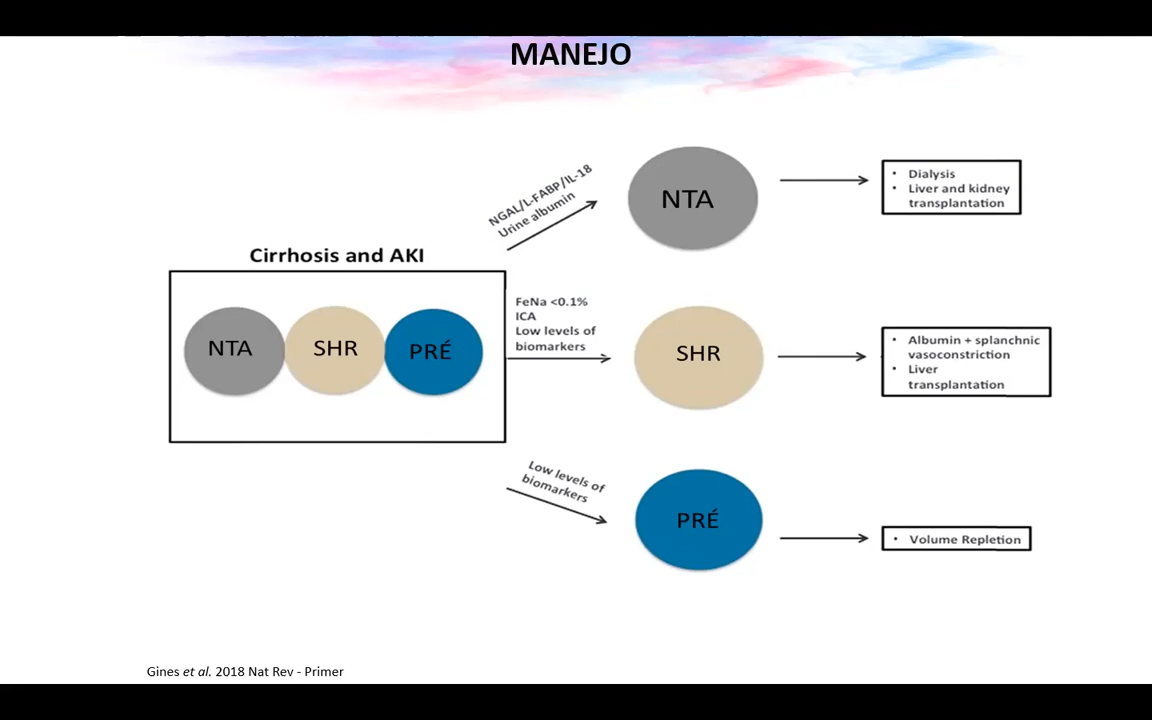 MANEJO
NGAL/L-FABP/IL-18
Urine albumin
NTA
• Dialysis
• Liver and kidney
transplantation
Cirrhosis and AKI
NTA
SHR
PRÉ
FeNa <0.1%
ICA
Low levels of
biomarkers
SHR
• Albumin + splanchnic
vasoconstriction
• Liver
transplantation
Low levels of
biomarkers
PRÉ
• Volume Repletion
Gines et al. 2018 Nat Rev - Primer